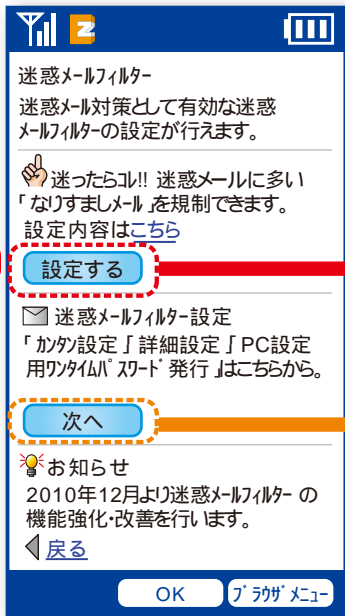 迷惑メールフィルター
迷惑メール対策として有効な迷惑
メールフィルターの設定が行えます。
迷ったらコレ!! 迷惑メールに多い
「なりすましメール」を規制できます。
設定内容はこちら
設定する
迷惑メールフィルター設定
「カンタン設定」「詳細設定」「PC設定
用ワンタイムパスワード発行」はこちらから。
次へ
お知らせ
2010年12月より迷惑メールフィルターの
機能強化・改善を行います。
戻る
OK ブラウザメニュー